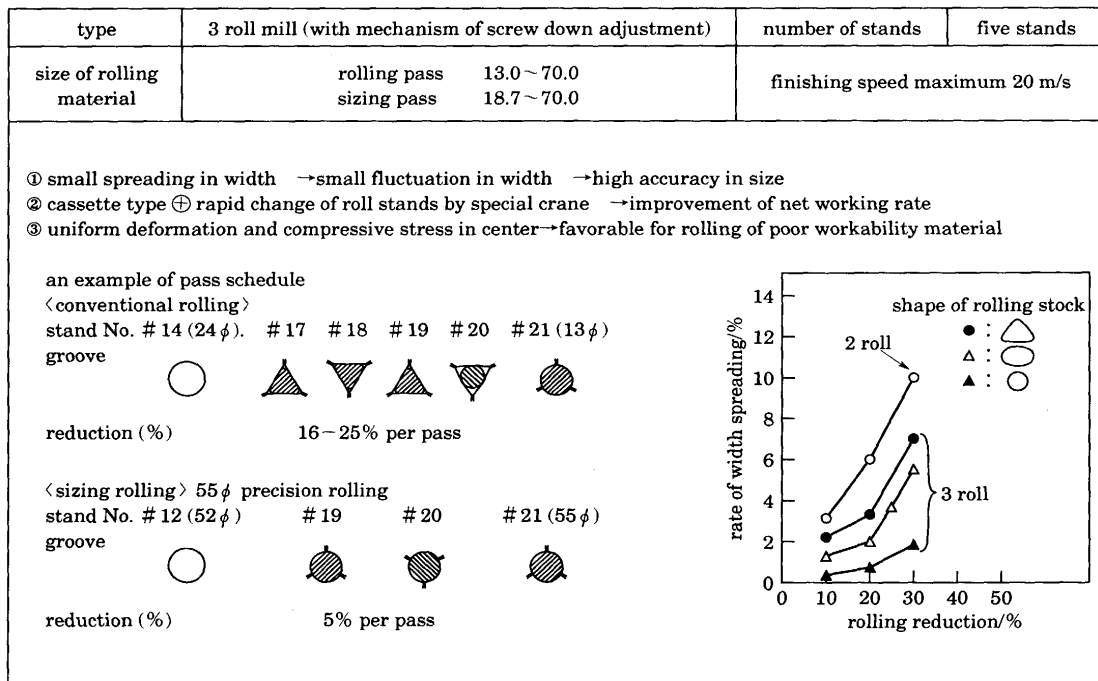 type 3 roll mill (with mechanism of screw down adjustment) number of stands five stands
size of rolling material rolling pass 13.0~70.0 finishing speed maximum 20 m/s
sizing pass 18.7~70.0
① small spreading in width →small fluctuation in width →high accuracy in size
② cassette type ⊕ rapid change of roll stands by special crane →improvement of net working rate
③ uniform deformation and compressive stress in center→favorable for rolling of poor workability material
an example of pass schedule
〈conventional rolling〉
stand No. #14 (24φ). #17 #18 #19 #20 #21 (13φ)
groove
reduction (%) 16-25% per pass
〈sizing rolling〉 55φ precision rolling
stand No. #12 (52φ) #19 #20 #21 (55φ)
groove
reduction (%) 5% per pass
rate of width spreading/%
14
12
10
8
6
4
2
0
0 10 20 30 40 50
rolling reduction/%
shape of rolling stock
:
:
:
2 roll
3 roll